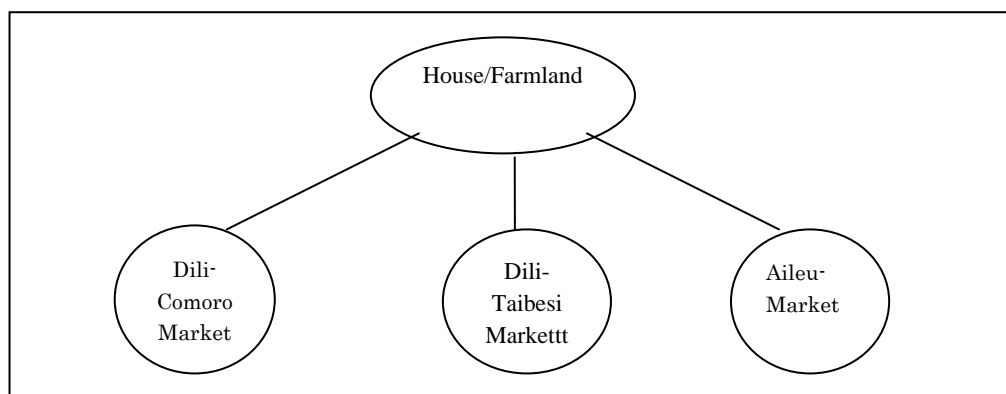 House/Farmland
Dili-
Comoro
Market
Dili-
Taibesi
Markettt
Aileu-
Market